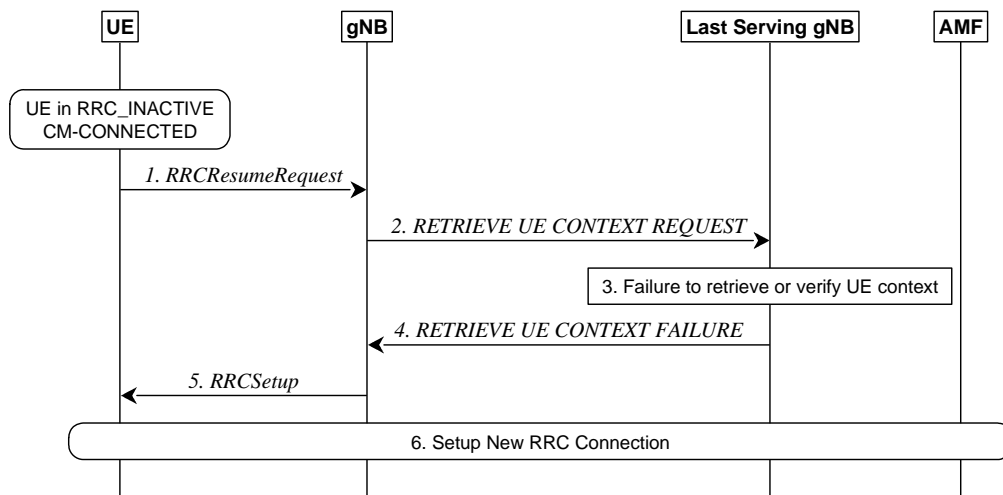 UE
gNB
Last Serving gNB
AMF
UE in RRC_INACTIVE
CM-CONNECTED
1. RRCResumeRequest
2. RETRIEVE UE CONTEXT REQUEST
3. Failure to retrieve or verify UE context
4. RETRIEVE UE CONTEXT FAILURE
5. RRCSetup
6. Setup New RRC Connection